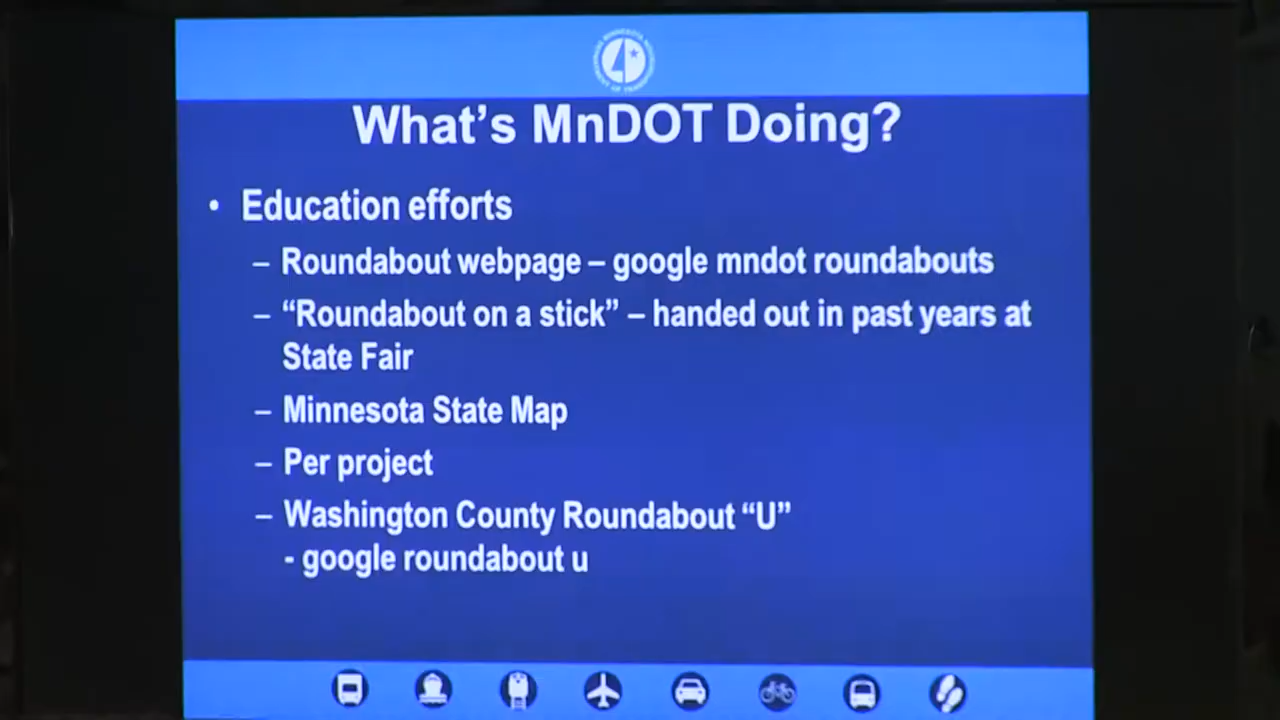 What's MnDOT Doing?
• Education efforts
– Roundabout webpage – google mndot roundabouts
– “Roundabout on a stick” – handed out in past years at
State Fair
– Minnesota State Map
– Per project
– Washington County Roundabout “U”
- google roundabout u